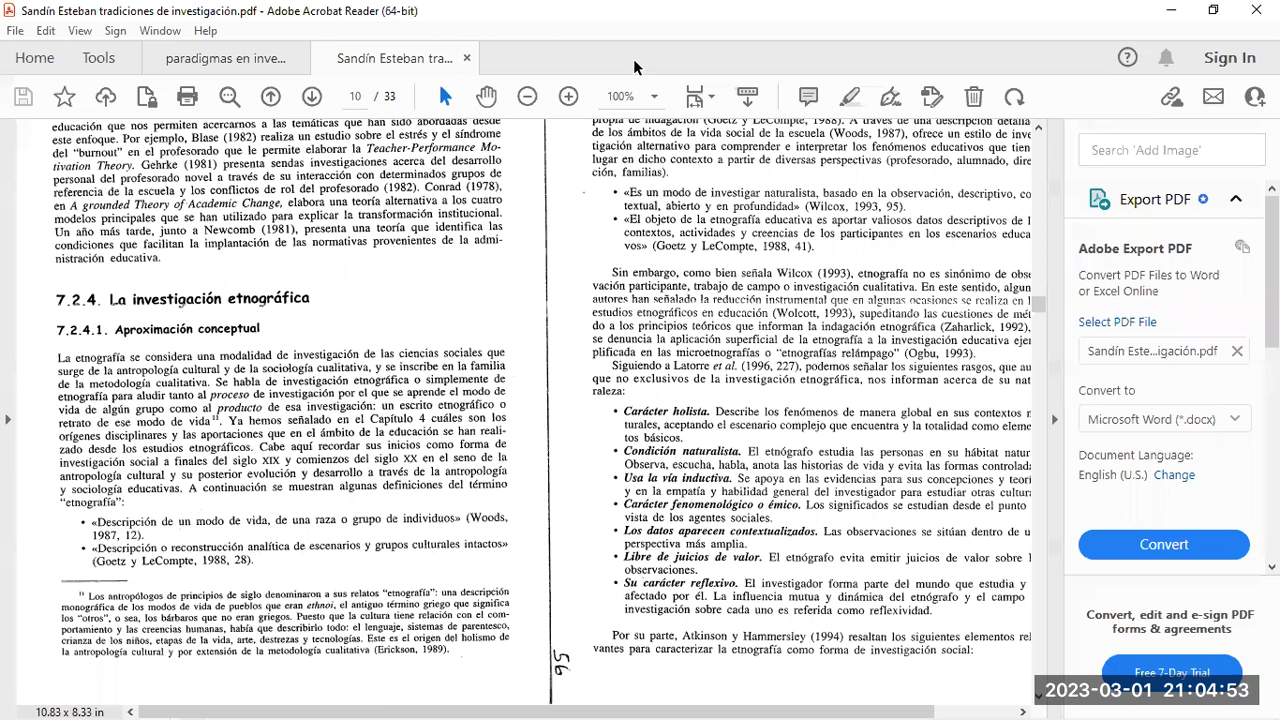 Sandín Esteban tradiciones de investigación.pdf - Adobe Acrobat Reader (64-bit)
File Edit View Sign Window Help
Home Tools paradigmas en inve... Sandín Esteban tra... × Sign In
10 / 33 100%
educación que nos permiten acercarnos a las temáticas que han sido abordadas desde
este enfoque. Por ejemplo, Blase (1982) realiza un estudio sobre el estrés y el síndrome
del "burnout" en el profesorado que le permite elaborar la Teacher-Performance Mo-
tivation Theory. Gehrke (1981) presenta sendas investigaciones acerca del desarrollo
personal del profesorado novel a través de su interacción con determinados grupos de
referencia de la escuela y los conflictos de rol del profesorado (1982). Conrad (1978),
en A grounded Theory of Academic Change, elabora una teoría alternativa a los cuatro
modelos principales que se han utilizado para explicar la transformación institucional.
Un año más tarde, junto a Newcomb (1981), presenta una teoría que identifica las
condiciones que facilitan la implantación de las normativas provenientes de la admi-
nistración educativa.
7.2.4. La investigación etnográfica
7.2.4.1. Aproximación conceptual
La etnografía se considera una modalidad de investigación de las ciencias sociales que
surge de la antropología cultural y de la sociología cualitativa, y se inscribe en la familia
de la metodología cualitativa. Se habla de investigación etnográfica o simplemente de
etnografía para aludir tanto al proceso de investigación por el que se aprende el modo de
vida de algún grupo como al producto de esa investigación: un escrito etnográfico o
retrato de ese modo de vida¹¹. Ya hemos señalado en el Capítulo 4 cuáles son los
orígenes disciplinares y las aportaciones que en el ámbito de la educación se han reali-
zado desde los estudios etnográficos. Cabe aquí recordar sus inicios como forma de
investigación social a finales del siglo XIX y comienzos del siglo XX en el seno de la
antropología cultural y su posterior evolución y desarrollo a través de la antropología
y sociología educativas. A continuación se muestran algunas definiciones del término
"etnografía":
• «Descripción de un modo de vida, de una raza o grupo de individuos» (Woods,
1987, 12).
• «Descripción o reconstrucción analítica de escenarios y grupos culturales intactos»
(Goetz y LeCompte, 1988, 28).
¹¹ Los antropólogos de principios de siglo denominaron a sus relatos "etnografía": una descripción
monográfica de los modos de vida de pueblos que eran ethnoi, el antiguo término griego que significa
los "otros", o sea, los bárbaros que no eran griegos. Puesto que la cultura tiene relación con el com-
portamiento y las creencias humanas, había que describirlo todo: el lenguaje, sistemas de parentesco,
crianza de los niños, etapas de la vida, arte, destrezas y tecnologías. Este es el origen del holismo de
la antropología cultural y por extensión de la metodología cualitativa (Erickson, 1989).
56
propia de indagación (Goetz y LeCompte, 1988). A través de una descripción detalla
de los ámbitos de la vida social de la escuela (Woods, 1987), ofrece un estilo de inve
tigación alternativo para comprender e interpretar los fenómenos educativos que tien
lugar en dicho contexto a partir de diversas perspectivas (profesorado, alumnado, dire
ción, familias).
• «Es un modo de investigar naturalista, basado en la observación, descriptivo, co
textual, abierto y en profundidad» (Wilcox, 1993, 95).
• «El objeto de la etnografía educativa es aportar valiosos datos descriptivos de l
contextos, actividades y creencias de los participantes en los escenarios educa
vos» (Goetz y LeCompte, 1988, 41).
Sin embargo, como bien señala Wilcox (1993), etnografía no es sinónimo de obse
vación participante, trabajo de campo o investigación cualitativa. En este sentido, algun
autores han señalado la reducción instrumental que en algunas ocasiones se realiza en l
estudios etnográficos en educación (Wolcott, 1993), supeditando las cuestiones de mét
do a los principios teóricos que informan la indagación etnográfica (Zaharlick, 1992),
se denuncia la aplicación superficial de la etnografía a la investigación educativa ejer
plificada en las microetnografías o "etnografías relámpago" (Ogbu, 1993).
Siguiendo a Latorre et al. (1996, 227), podemos señalar los siguientes rasgos, que au
que no exclusivos de la investigación etnográfica, nos informan acerca de su nat
raleza:
• Carácter holista. Describe los fenómenos de manera global en sus contextos n
turales, aceptando el escenario complejo que encuentra y la totalidad como eleme
tos básicos.
• Condición naturalista. El etnógrafo estudia las personas en su hábitat natur
Observa, escucha, habla, anota las historias de vida y evita las formas controlada
• Usa la vía inductiva. Se apoya en las evidencias para sus concepciones y teorí
y en la empatía y habilidad general del investigador para estudiar otras cultura
• Carácter fenomenológico o émico. Los significados se estudian desde el punto
vista de los agentes sociales.
• Los datos aparecen contextualizados. Las observaciones se sitúan dentro de u
perspectiva más amplia.
• Libre de juicios de valor. El etnógrafo evita emitir juicios de valor sobre l
observaciones.
• Su carácter reflexivo. El investigador forma parte del mundo que estudia y
afectado por él. La influencia mutua y dinámica del etnógrafo y el campo
investigación sobre cada uno es referida como reflexividad.
Por su parte, Atkinson y Hammersley (1994) resaltan los siguientes elementos rel
vantes para caracterizar la etnografía como forma de investigación social:
Search 'Add Image'
Export PDF
Adobe Export PDF
Convert PDF Files to Word
or Excel Online
Select PDF File
Sandín Este...igación.pdf
Convert to
Microsoft Word (*.docx)
Document Language:
English (U.S.) Change
Convert
Convert, edit and e-sign PDF
forms & agreements
Free 7-Day Trial
2023-03-01 21:04:53
10.83 x 8.33 in